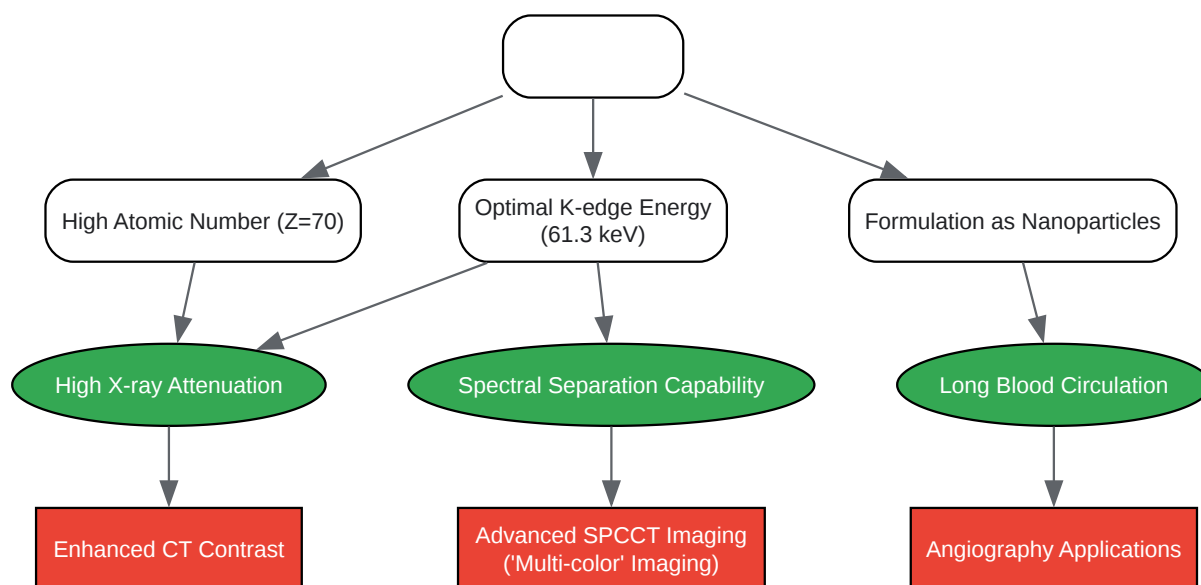 High Atomic Number (Z=70)
Optimal K-edge Energy
(61.3 keV)
Formulation as Nanoparticles
High X-ray Attenuation
Spectral Separation Capability
Long Blood Circulation
Enhanced CT Contrast
Advanced SPCCT Imaging
('Multi-color' Imaging)
Angiography Applications